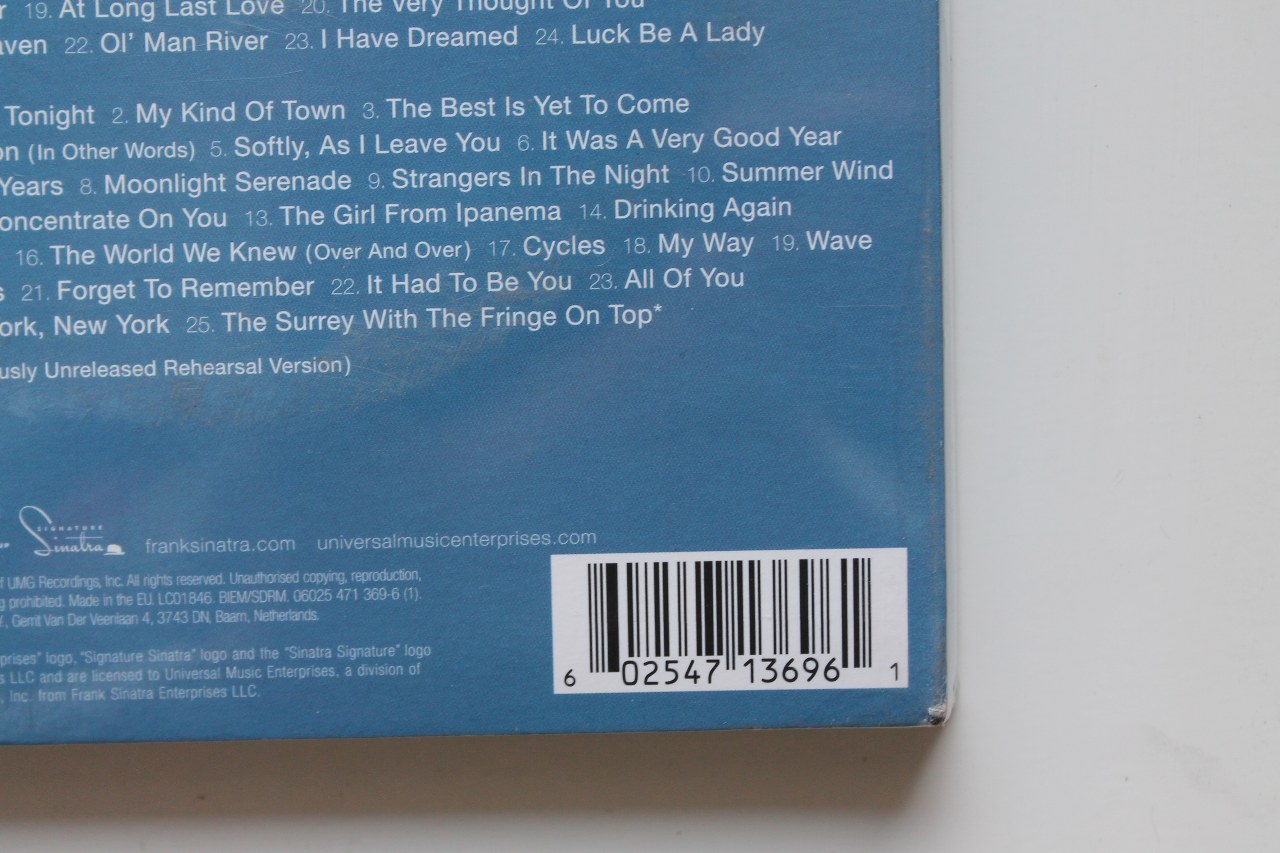 19. At Long Last Love 20. The Very Thought Of You
22. Ol' Man River 23. I Have Dreamed 24. Luck Be A Lady
Tonight 2. My Kind Of Town 3. The Best Is Yet To Come
(In Other Words) 5. Softly, As I Leave You 6. It Was A Very Good Year
Years 8. Moonlight Serenade 9. Strangers In The Night 10. Summer Wind
oncentrate On You 13. The Girl From Ipanema 14. Drinking Again
16. The World We Knew (Over And Over) 17. Cycles 18. My Way 19. Wave
21. Forget To Remember 22. It Had To Be You 23. All Of You
ork, New York 25. The Surrey With The Fringe On Top*
usly Unreleased Rehearsal Version)
SIGNATURE
Sinatra
franksinatra.com universalmusicenterprises.com
UMG Recordings, Inc. All rights reserved. Unauthorised copying, reproduction,
g prohibited. Made in the EU. LC01846. BIEM/SDRM. 06025 471 369-6 (1).
Gerrit Van Der Veenlaan 4, 3743 DN, Baarn, Netherlands.
prises" logo, "Signature Sinatra" logo and the "Sinatra Signature" logo
s LLC and are licensed to Universal Music Enterprises, a division of
, Inc. from Frank Sinatra Enterprises LLC.
6 02547 13696 1